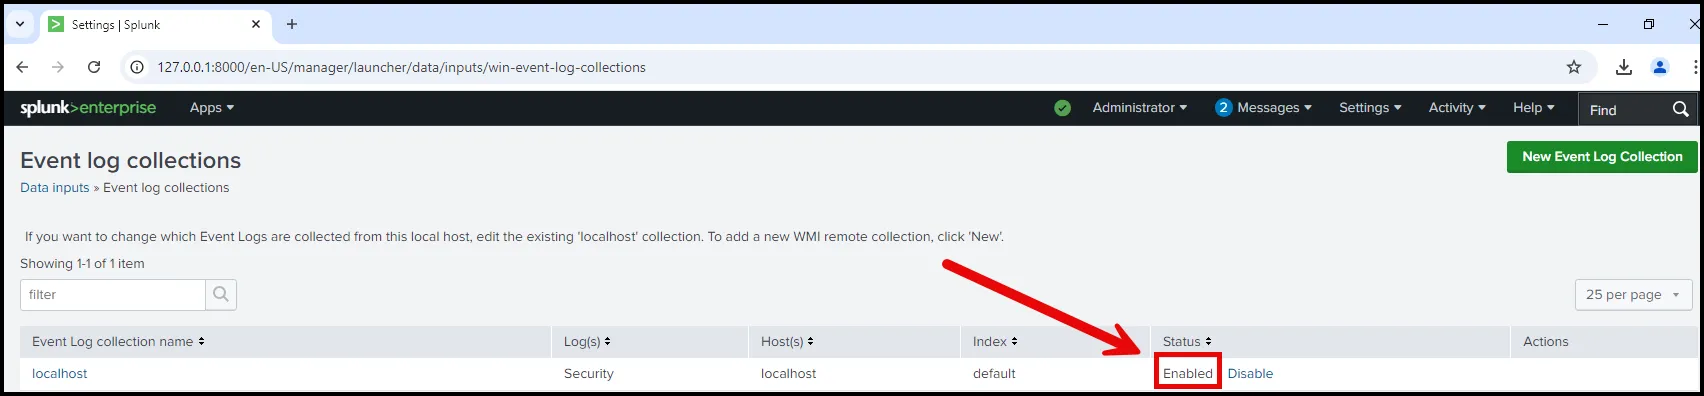 Settings | Splunk
127.0.0.1:8000/en-US/manager/launcher/data/inputs/win-event-log-collections
splunk>enterprise Apps Administrator 2 Messages Settings Activity Help Find
Event log collections
New Event Log Collection
Data inputs » Event log collections
If you want to change which Event Logs are collected from this local host, edit the existing 'localhost' collection. To add a new WMI remote collection, click 'New'.
Showing 1-1 of 1 item
filter 25 per page
Event Log collection name Log(s) Host(s) Index Status Actions
localhost Security localhost default Enabled Disable